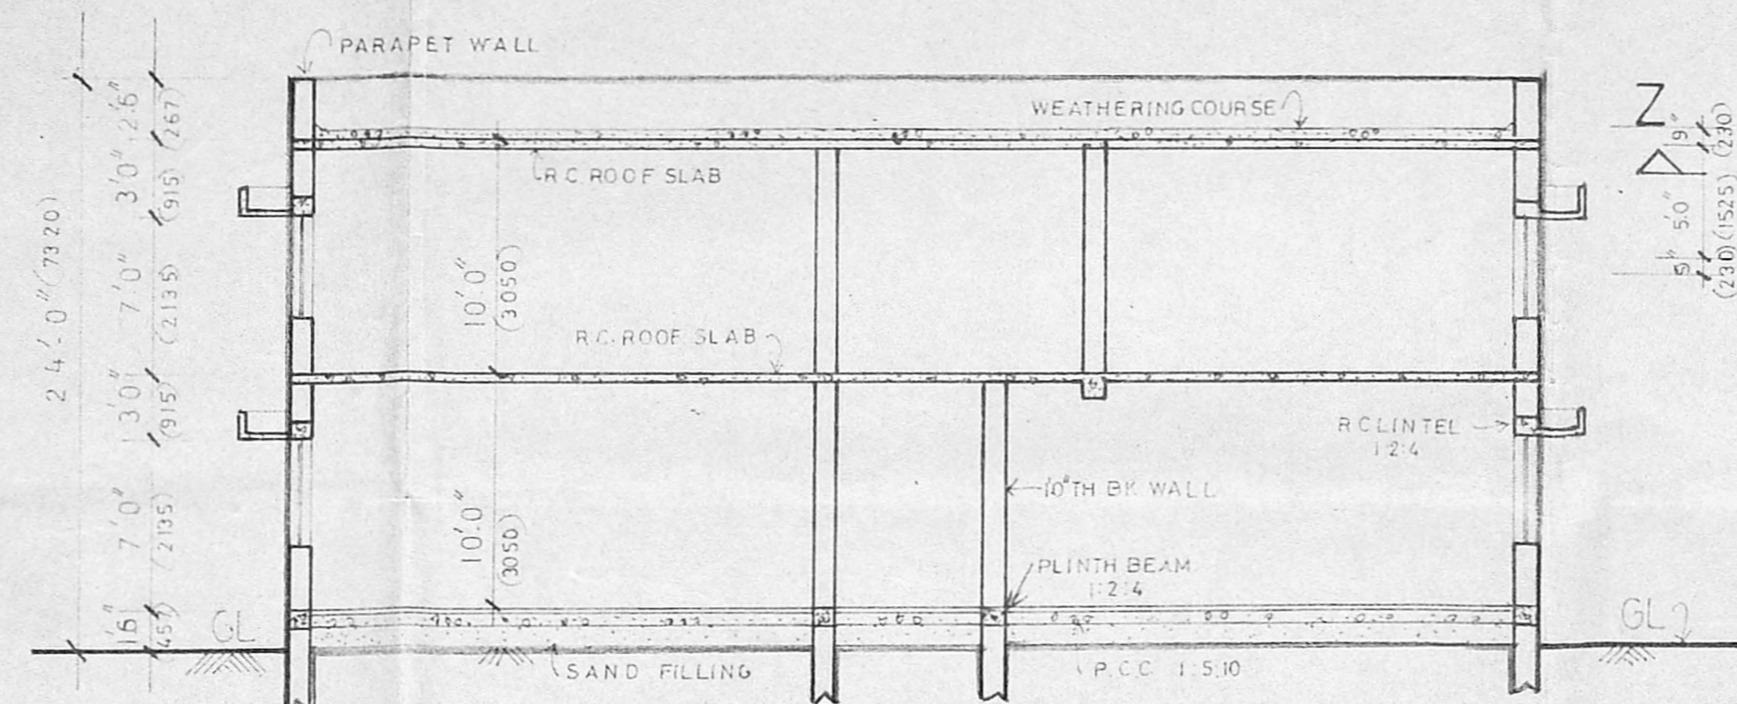 PARAPET WALL
WEATHERING COURSE
R.C. ROOF SLAB
R.C. ROOF SLAB
RC LINTEL
1:2:4
10"TH BK WALL
PLINTH BEAM
1:2:4
SAND FILLING
P.C.C 1:5:10
GL
GL
24'-0" (7320)
2'6"
(267)
3'0"
(915)
7'0"
(2135)
3'0"
(915)
7'0"
(2135)
1'6"
(457)
10'.0"
(3050)
10'.0"
(3050)
Z
9"
(230)
5'0"
(1525)
(230)